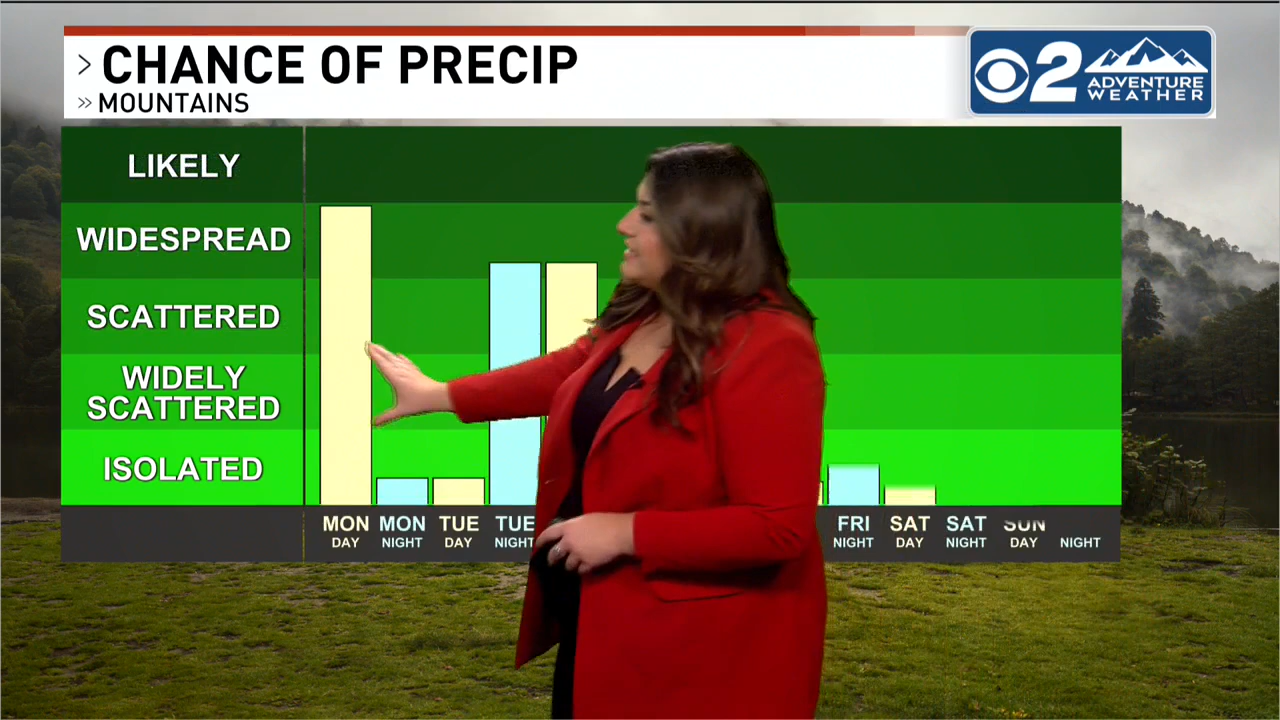 > CHANCE OF PRECIP
» MOUNTAINS
2 ADVENTURE
WEATHER
LIKELY
WIDESPREAD
SCATTERED
WIDELY
SCATTERED
ISOLATED
MON MON TUE TUE FRI SAT SAT SUN
DAY NIGHT DAY NIGHT NIGHT DAY NIGHT DAY NIGHT